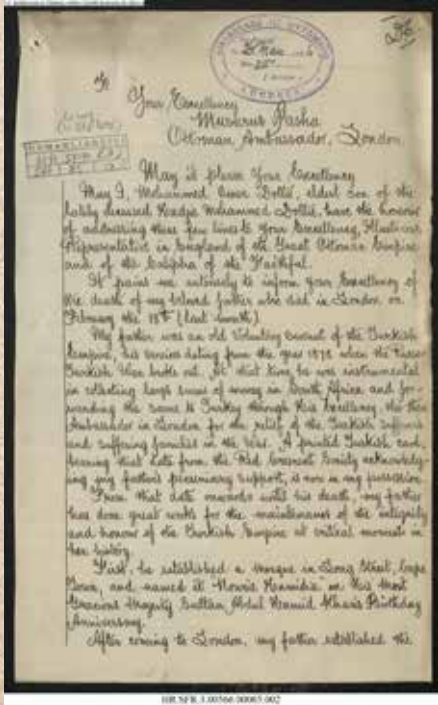 To
Your Excellency
Musurus Pasha
Ottoman Ambassador, London.
May it please Your Excellency
May I, Mohammed Dollie, eldest son of the
lately deceased Hadje Mohammed Dollie, have the honour
of addressing these few lines to Your Excellency, Illustrious
Representative in England of the Great Ottoman Empire
and of the Caliph of the Faithful.
It pains me intensely to inform Your Excellency of
the death of my beloved father who died in London on
February the 18th (last month).
My father was an old Voluntary Servant of the Turkish
Empire, his services dating from the year when the Russo
Turkish War broke out. At that time, he was instrumental
in collecting large sums of money in South Africa and for-
warding the same to Turkey through His Excellency the then
Ambassador in London for the relief of the Turkish
and suffering families in the War. A printed Turkish card,
bearing that date from the Red Crescent Society acknowledg-
ing my father's pecuniary support, is now in my possession.
From that date onwards until his death, my father
has done great works for the maintenance of the integrity
and honour of the Turkish Empire at critical moments in
her history.
First, he established a mosque in Long Street, Cape
Town, and named it Hamidia on His Most
Gracious Majesty Sultan Abdul Hamid Khan's Birthday
Anniversary.
After coming to London, my father established the
HR.SFR.3.00566.00065.002